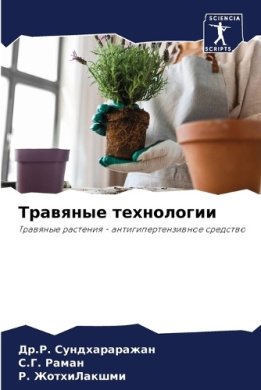 SCIENCIA
SCRIPTS
Травяные технологии
Травяные растения - антигипертензивное средство
Др.Р. Сундхараражан
С.Г. Раман
Р. ЖотхиЛакшми